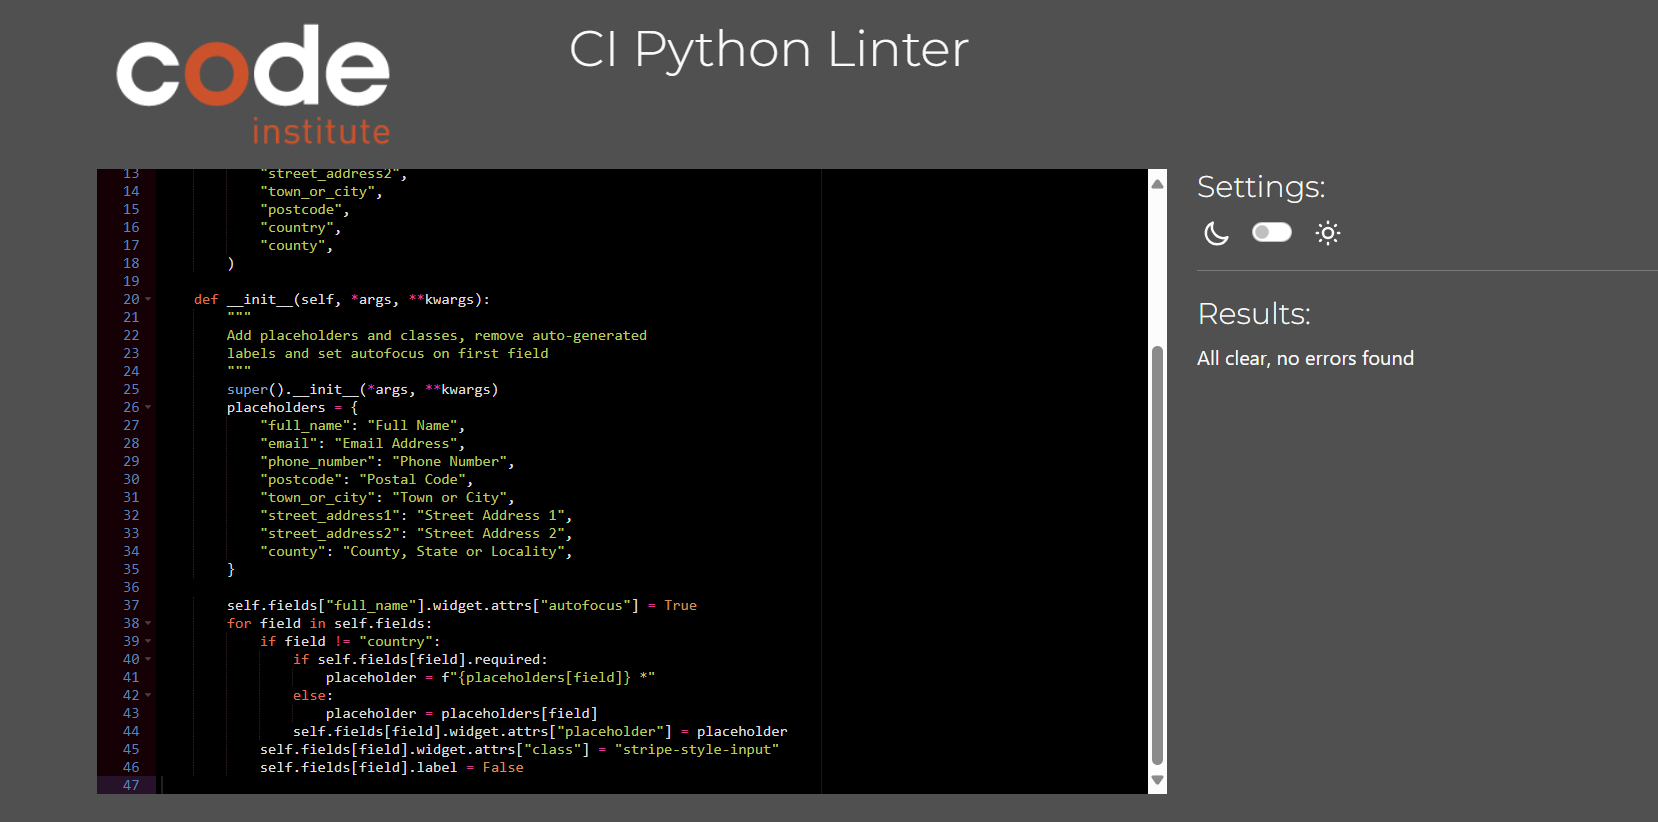 code
institute
CI Python Linter
13 "street_address2",
14 "town_or_city",
15 "postcode",
16 "country",
17 "county",
18 )
19
20 def __init__(self, *args, **kwargs):
21 """
22 Add placeholders and classes, remove auto-generated
23 labels and set autofocus on first field
24 """
25 super().__init__(*args, **kwargs)
26 placeholders = {
27 "full_name": "Full Name",
28 "email": "Email Address",
29 "phone_number": "Phone Number",
30 "postcode": "Postal Code",
31 "town_or_city": "Town or City",
32 "street_address1": "Street Address 1",
33 "street_address2": "Street Address 2",
34 "county": "County, State or Locality",
35 }
36
37 self.fields["full_name"].widget.attrs["autofocus"] = True
38 for field in self.fields:
39 if field != "country":
40 if self.fields[field].required:
41 placeholder = f"{placeholders[field]} *"
42 else:
43 placeholder = placeholders[field]
44 self.fields[field].widget.attrs["placeholder"] = placeholder
45 self.fields[field].widget.attrs["class"] = "stripe-style-input"
46 self.fields[field].label = False
47
Settings:
Results:
All clear, no errors found